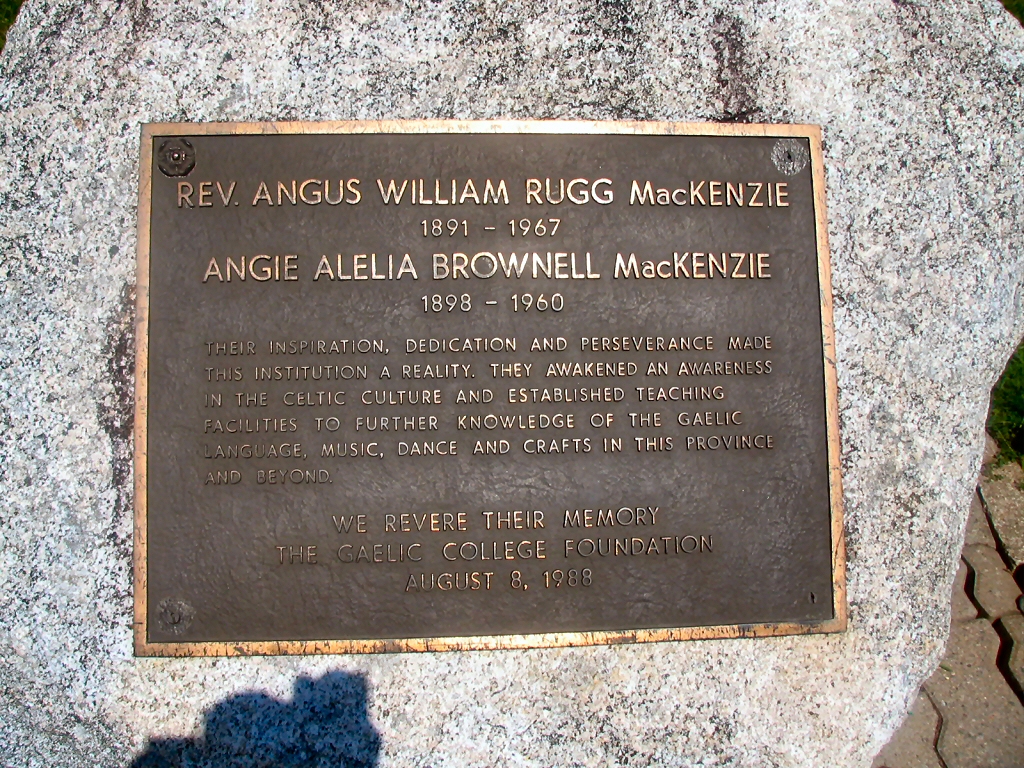 REV. ANGUS WILLIAM RUGG MacKENZIE
1891 - 1967
ANGIE ALELIA BROWNELL MacKENZIE
1898 - 1960
THEIR INSPIRATION, DEDICATION AND PERSEVERANCE MADE
THIS INSTITUTION A REALITY. THEY AWAKENED AN AWARENESS
IN THE CELTIC CULTURE AND ESTABLISHED TEACHING
FACILITIES TO FURTHER KNOWLEDGE OF THE GAELIC
LANGUAGE, MUSIC, DANCE AND CRAFTS IN THIS PROVINCE
AND BEYOND.
WE REVERE THEIR MEMORY
THE GAELIC COLLEGE FOUNDATION
AUGUST 8, 1988